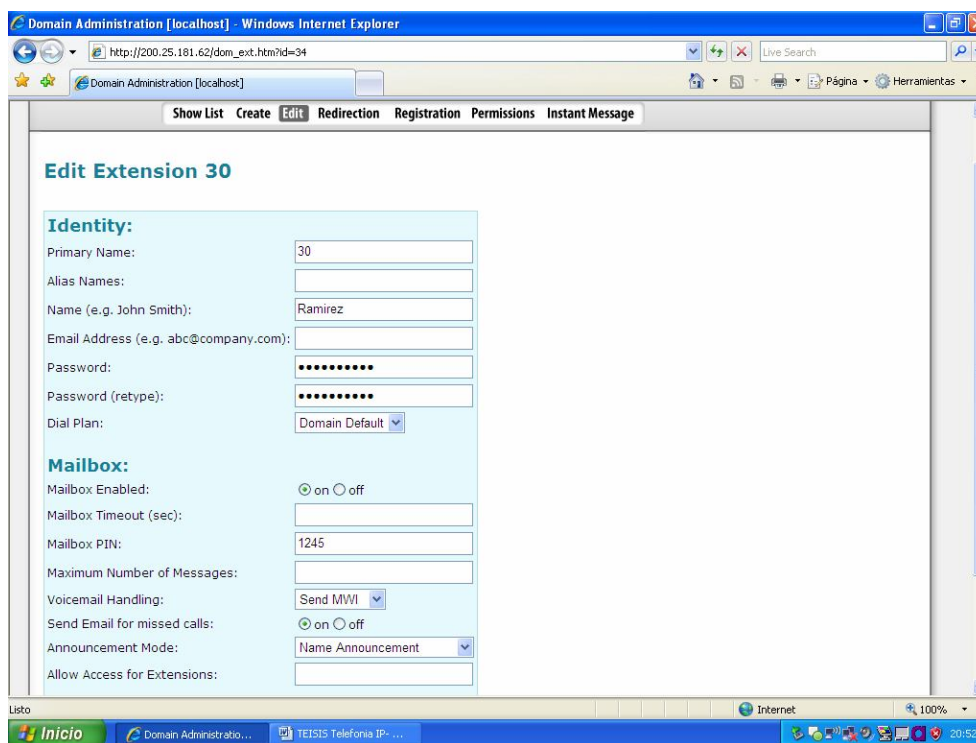 Domain Administration [localhost] - Windows Internet Explorer
http://200.25.181.62/dom_ext.htm?id=34
Live Search
Domain Administration [localhost]
Página
Herramientas
Show List Create Edit Redirection Registration Permissions Instant Message
Edit Extension 30
Identity:
Primary Name: 30
Alias Names:
Name (e.g. John Smith): Ramirez
Email Address (e.g. abc@company.com):
Password: ••••••••••
Password (retype): ••••••••••
Dial Plan: Domain Default
Mailbox:
Mailbox Enabled: on off
Mailbox Timeout (sec):
Mailbox PIN: 1245
Maximum Number of Messages:
Voicemail Handling: Send MWI
Send Email for missed calls: on off
Announcement Mode: Name Announcement
Allow Access for Extensions:
Listo
Internet
100%
Inicio
Domain Administratio...
TEISIS Telefonia IP- ...
20:52